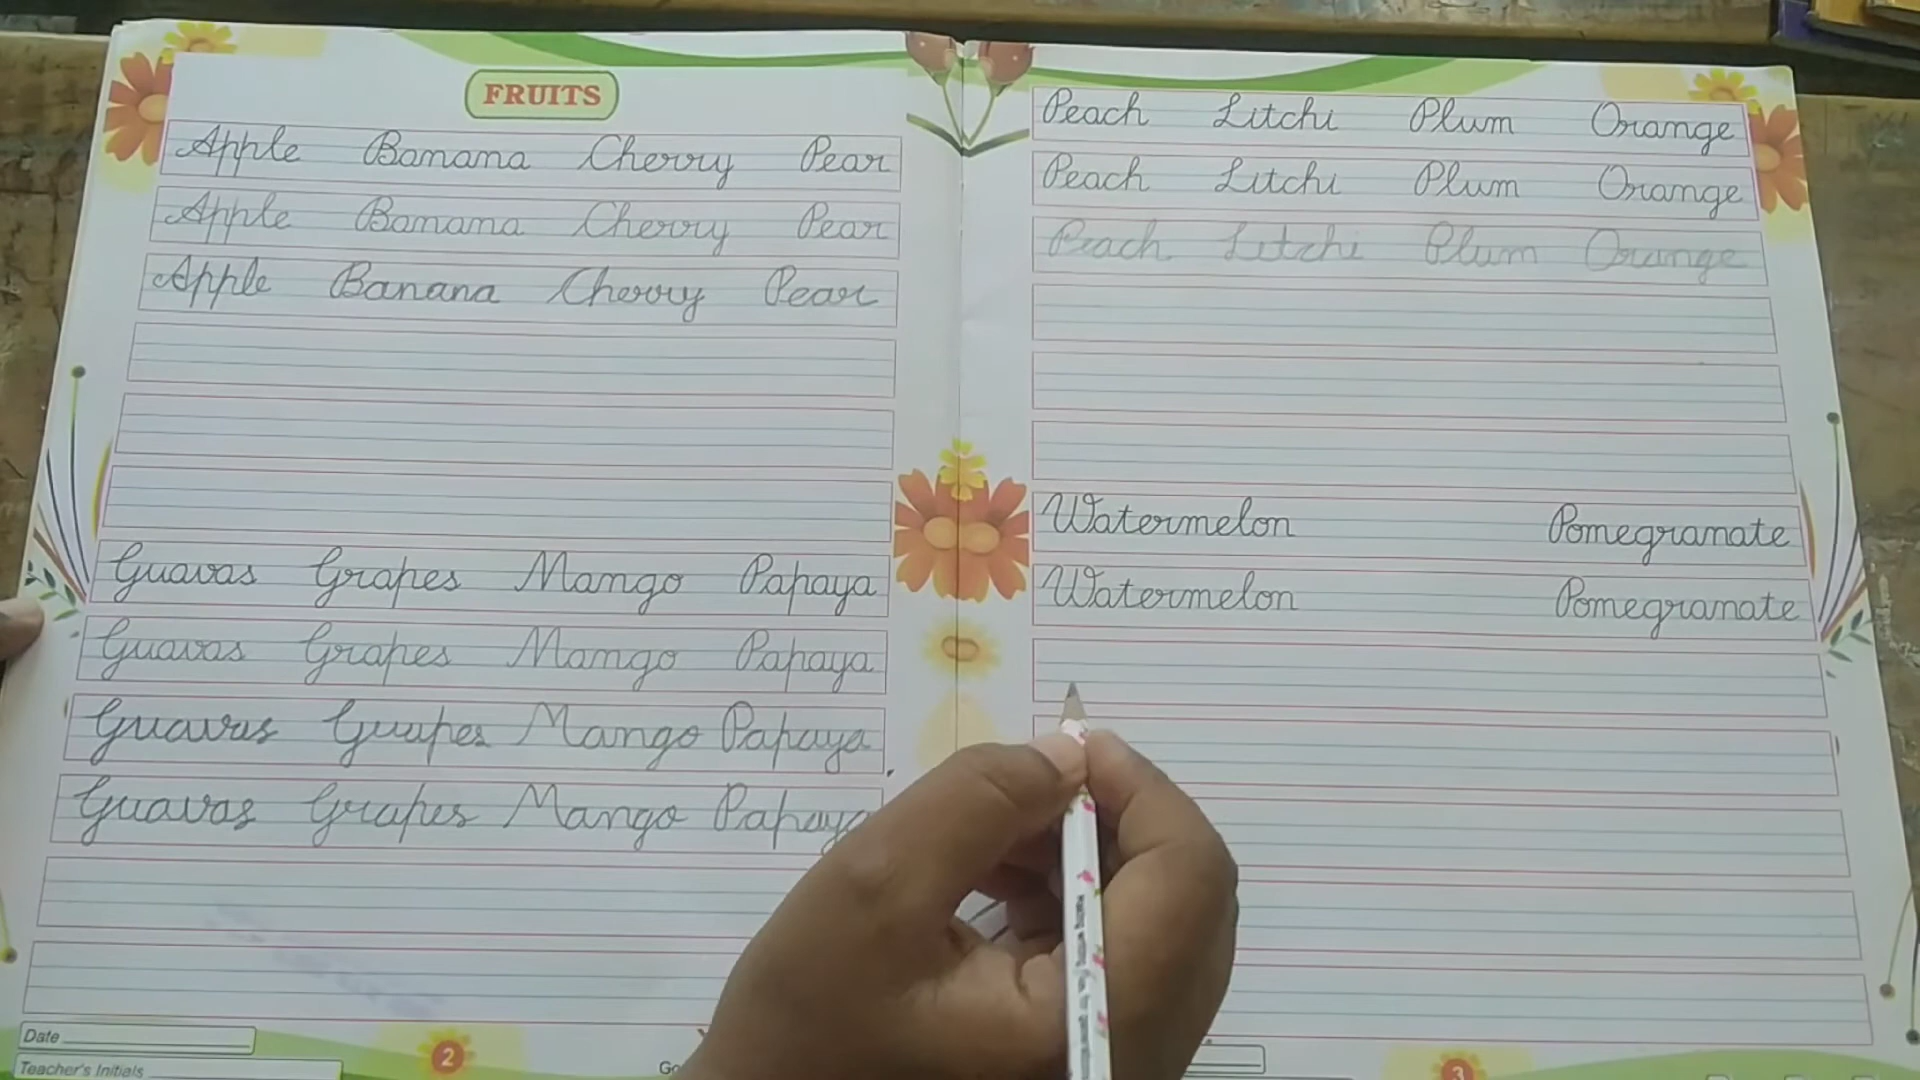 FRUITS
Apple Banana Cherry Pear
Apple Banana Cherry Pear
Apple Banana Cherry Pear
Guavas Grapes Mango Papaya
Guavas Grapes Mango Papaya
Guavas Grapes Mango Papaya
Guavas Grapes Mango Papaya
Date
Teacher's Initials
2
Peach Litchi Plum Orange
Peach Litchi Plum Orange
Peach Litchi Plum Orange
Watermelon Pomegranate
Watermelon Pomegranate
3